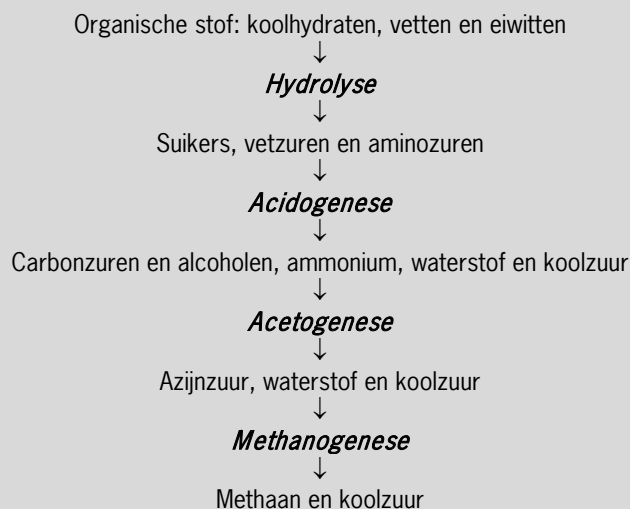 Organische stof: koolhydraten, vetten en eiwitten
↓
Hydrolyse
↓
Suikers, vetzuren en aminozuren
↓
Acidogenese
↓
Carbonzuren en alcoholen, ammonium, waterstof en koolzuur
↓
Acetogenese
↓
Azijnzuur, waterstof en koolzuur
↓
Methanogenese
↓
Methaan en koolzuur